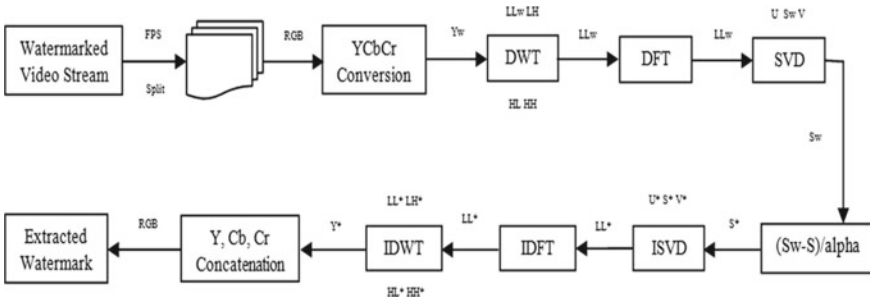 LLw LH
U Sw V
FPS
RGB
Yw
LLw
LLw
Watermarked
Video Stream
YCbCr
Conversion
DWT
DFT
SVD
Split
HL HH
Sw
LL* LH*
U* S* V*
RGB
Y*
LL*
LL*
S*
Extracted
Watermark
Y, Cb, Cr
Concatenation
IDWT
IDFT
ISVD
(Sw-S)/alpha
HL* HH*